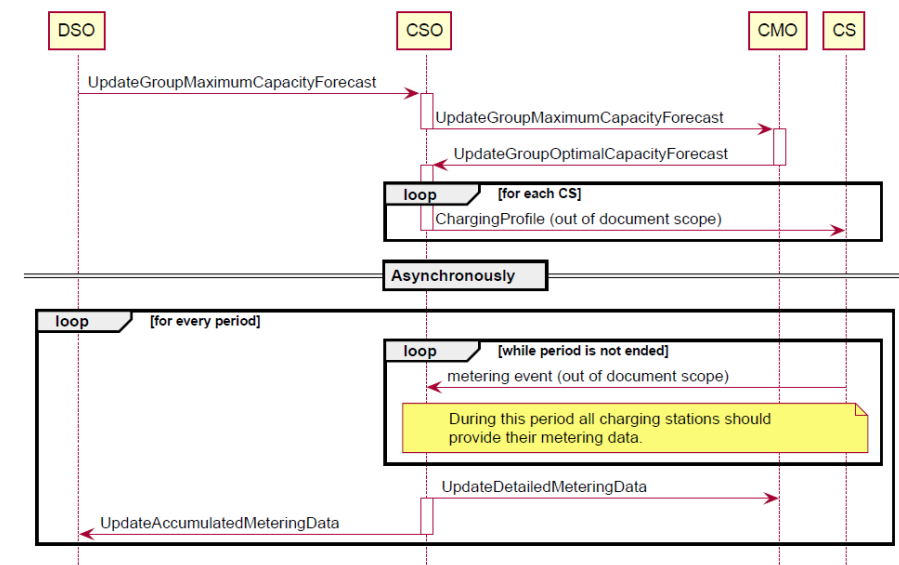 DSO CSO CMO CS
UpdateGroupMaximumCapacityForecast
UpdateGroupMaximumCapacityForecast
UpdateGroupOptimalCapacityForecast
loop [for each CS]
ChargingProfile (out of document scope)
Asynchronously
loop [for every period]
loop [while period is not ended]
metering event (out of document scope)
During this period all charging stations should
provide their metering data.
UpdateDetailedMeteringData
UpdateAccumulatedMeteringData